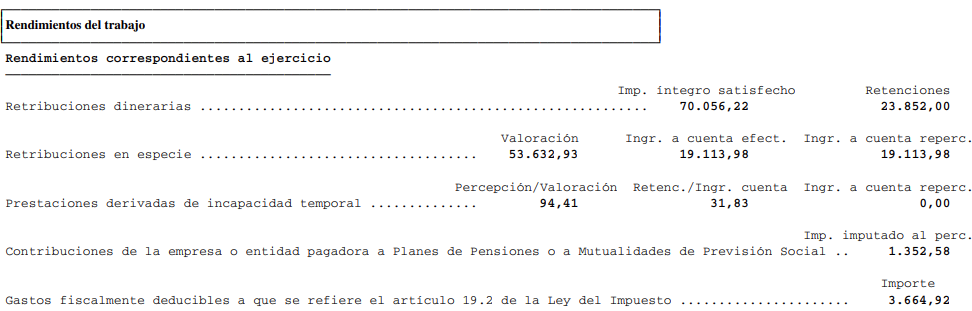 Rendimientos del trabajo
Rendimientos correspondientes al ejercicio
Imp. íntegro satisfecho Retenciones
Retribuciones dinerarias .......................................................... 70.056,22 23.852,00
Valoración Ingr. a cuenta efect. Ingr. a cuenta reperc.
Retribuciones en especie .................................... 53.632,93 19.113,98 19.113,98
Percepción/Valoración Retenc./Ingr. cuenta Ingr. a cuenta reperc.
Prestaciones derivadas de incapacidad temporal .............. 94,41 31,83 0,00
Imp. imputado al perc.
Contribuciones de la empresa o entidad pagadora a Planes de Pensiones o a Mutualidades de Previsión Social .. 1.352,58
Importe
Gastos fiscalmente deducibles a que se refiere el artículo 19.2 de la Ley del Impuesto ...................... 3.664,92